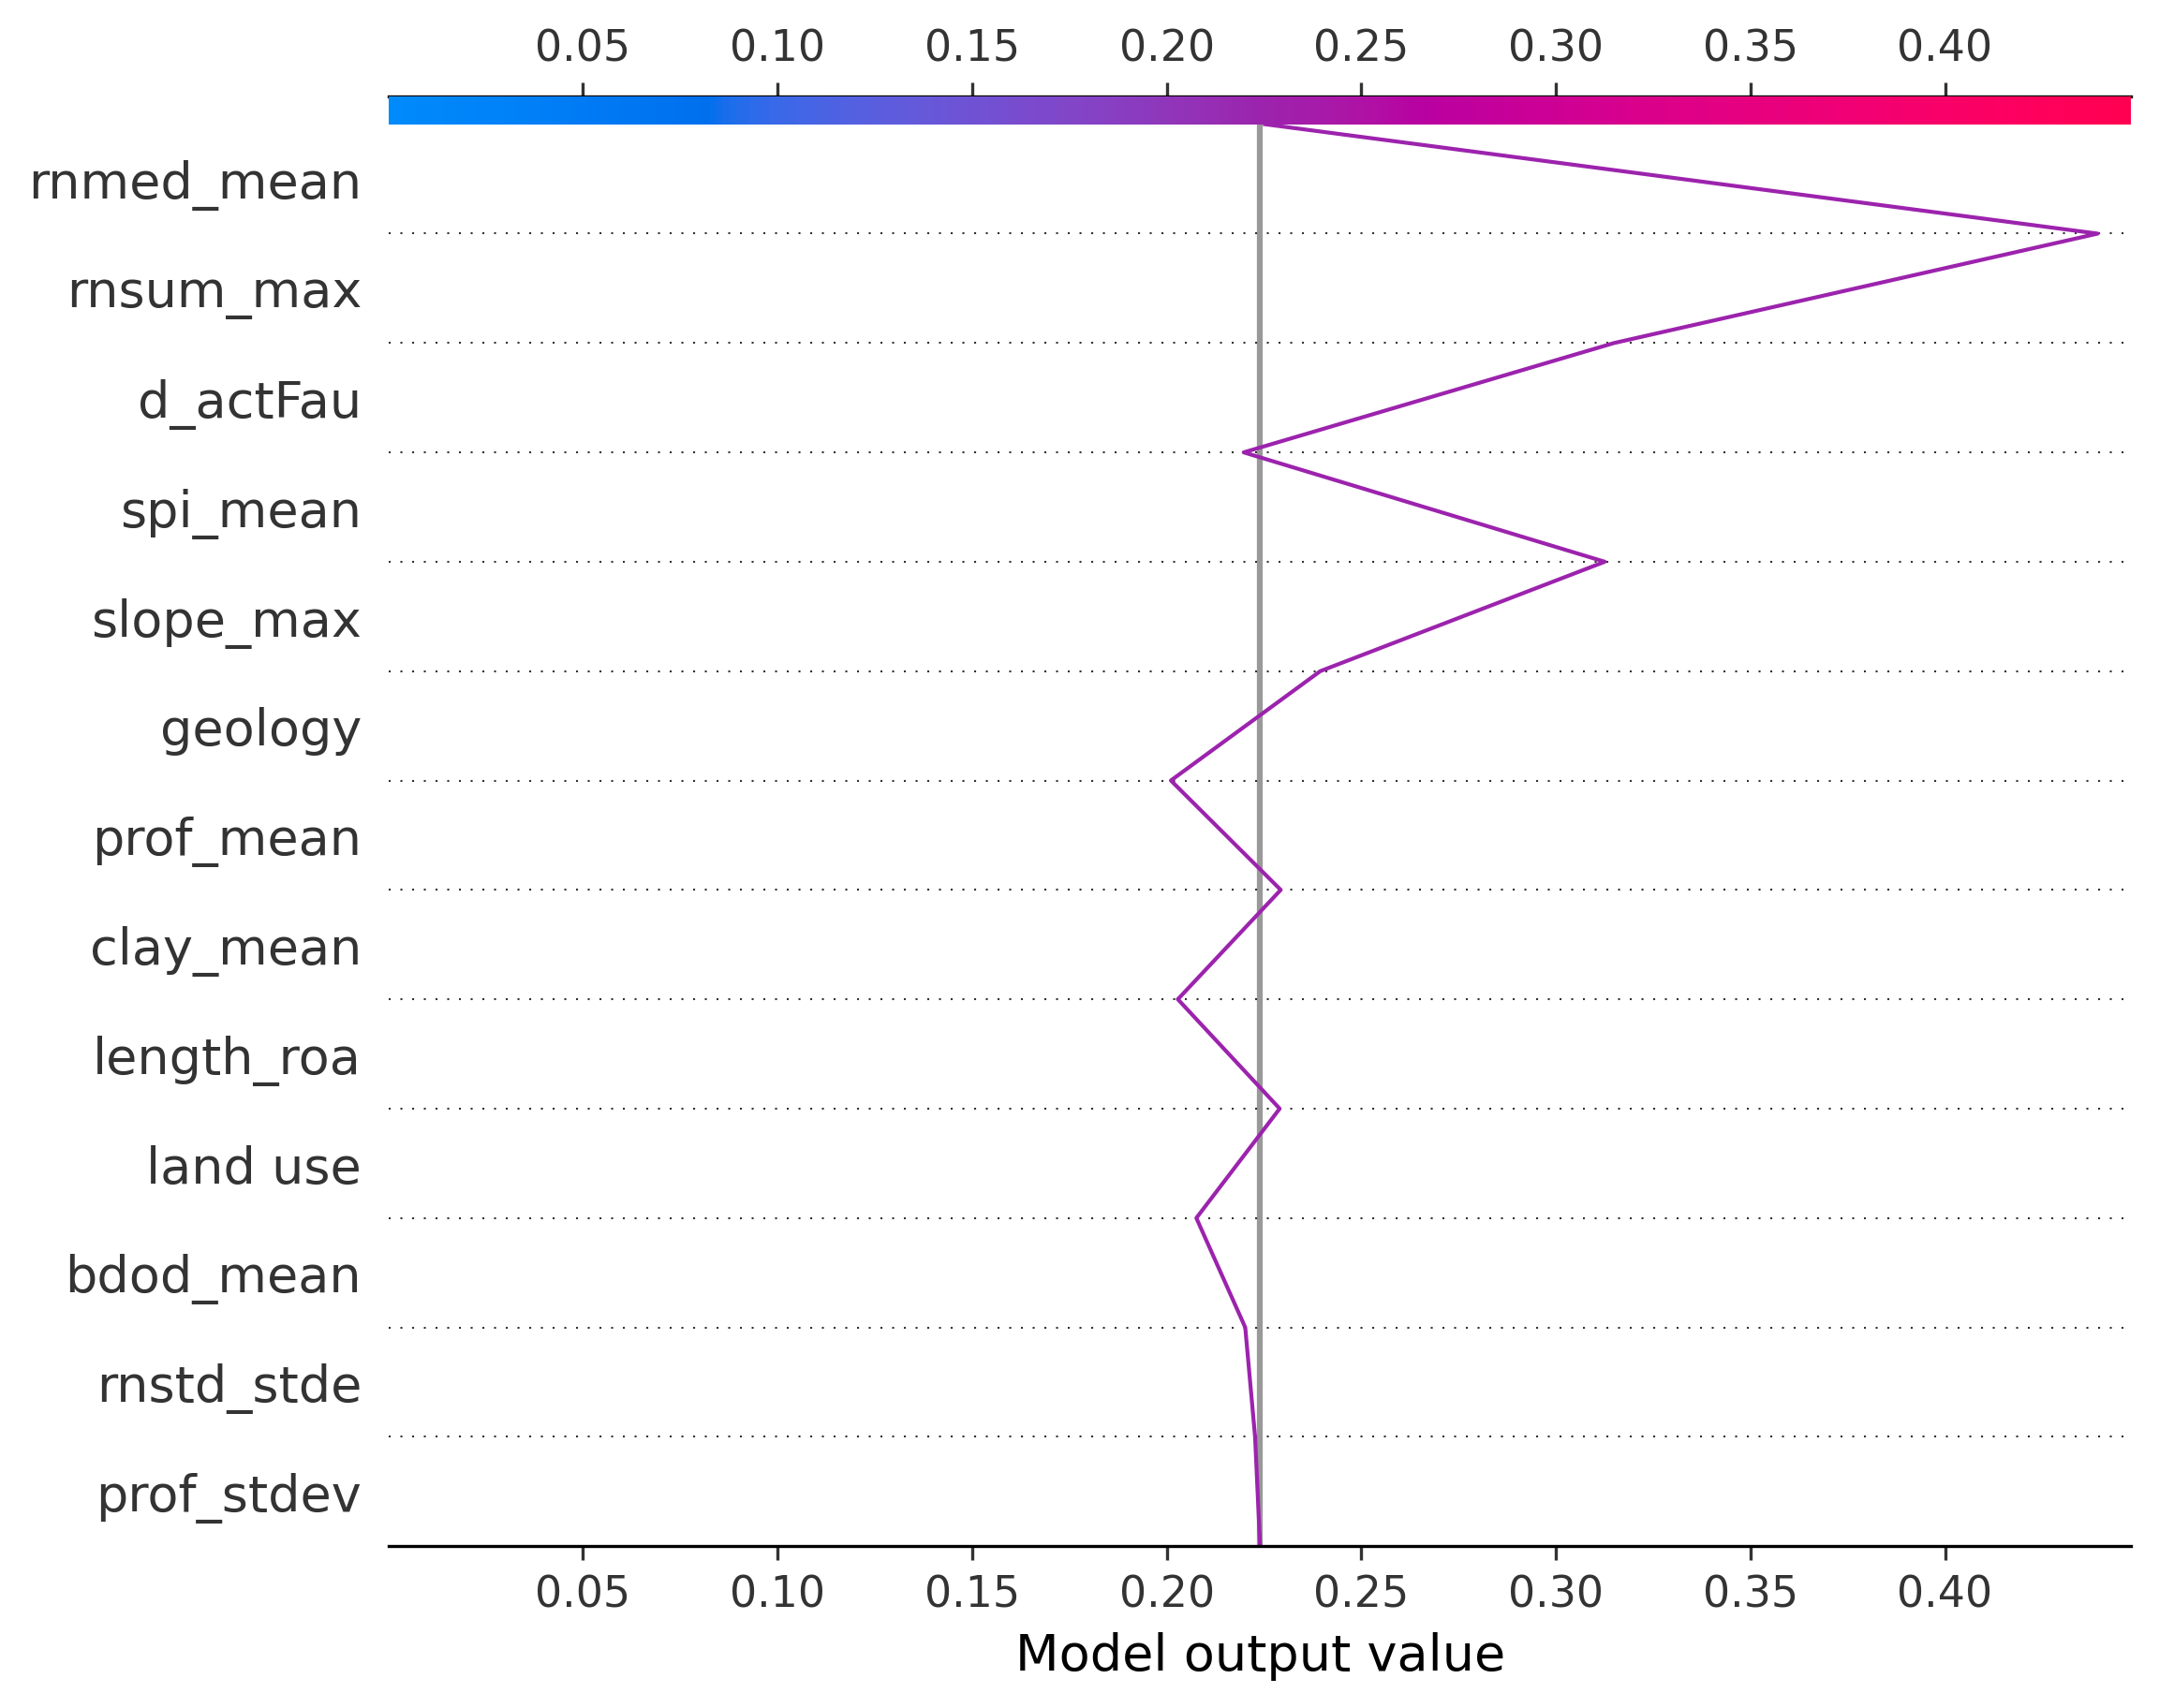 0.05 0.10 0.15 0.20 0.25 0.30 0.35 0.40
rnmed_mean
rnsum_max
d_actFau
spi_mean
slope_max
geology
prof_mean
clay_mean
length_roa
land use
bdod_mean
rnstd_stde
prof_stdev
0.05 0.10 0.15 0.20 0.25 0.30 0.35 0.40
Model output value